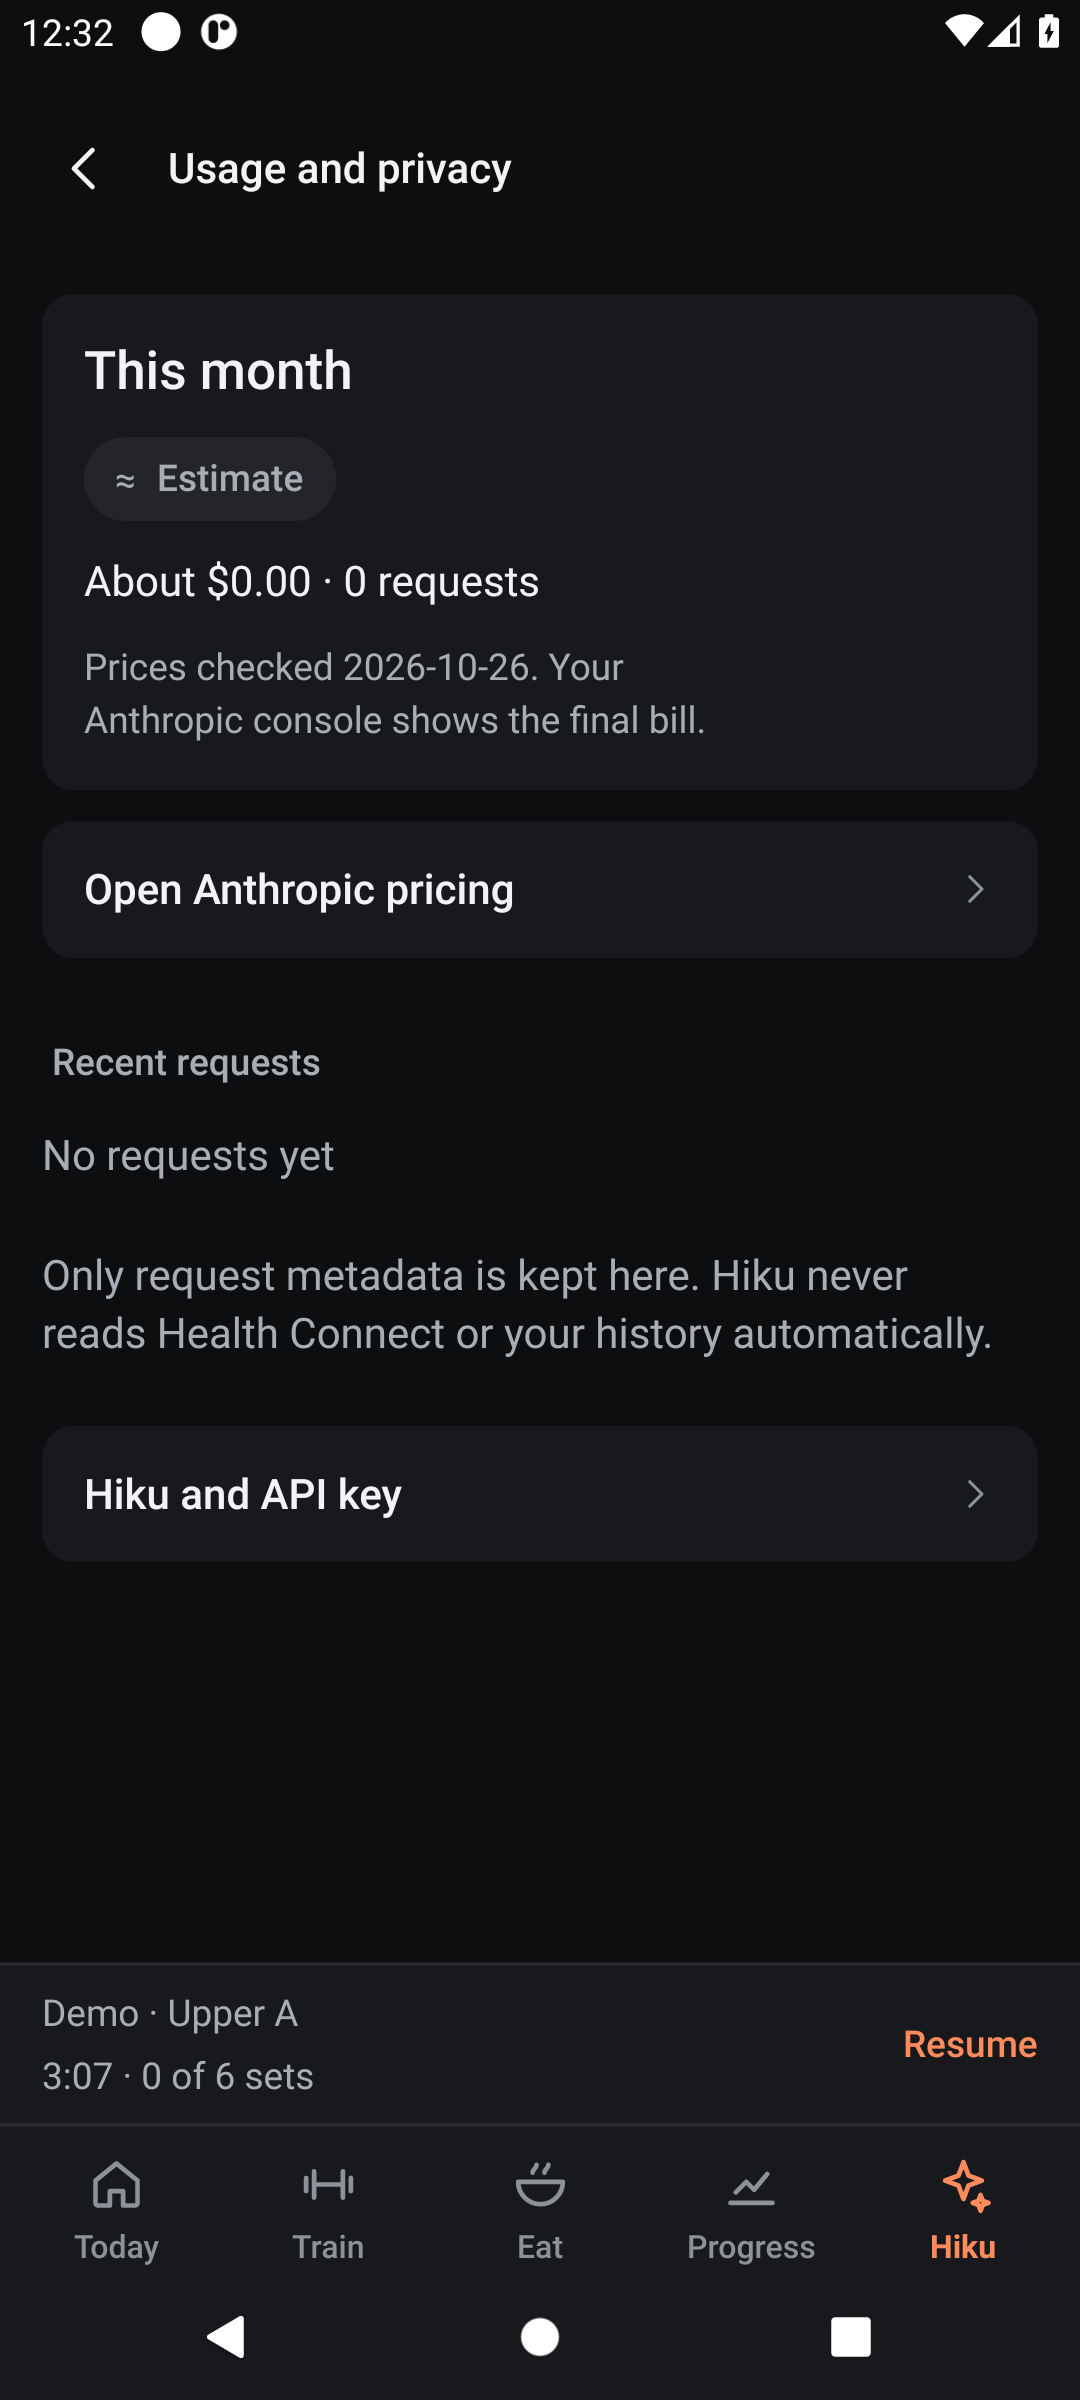 12:32
Usage and privacy
This month
≈ Estimate
About $0.00 · 0 requests
Prices checked 2026-10-26. Your
Anthropic console shows the final bill.
Open Anthropic pricing
Recent requests
No requests yet
Only request metadata is kept here. Hiku never
reads Health Connect or your history automatically.
Hiku and API key
Demo · Upper A
3:07 · 0 of 6 sets
Resume
Today
Train
Eat
Progress
Hiku